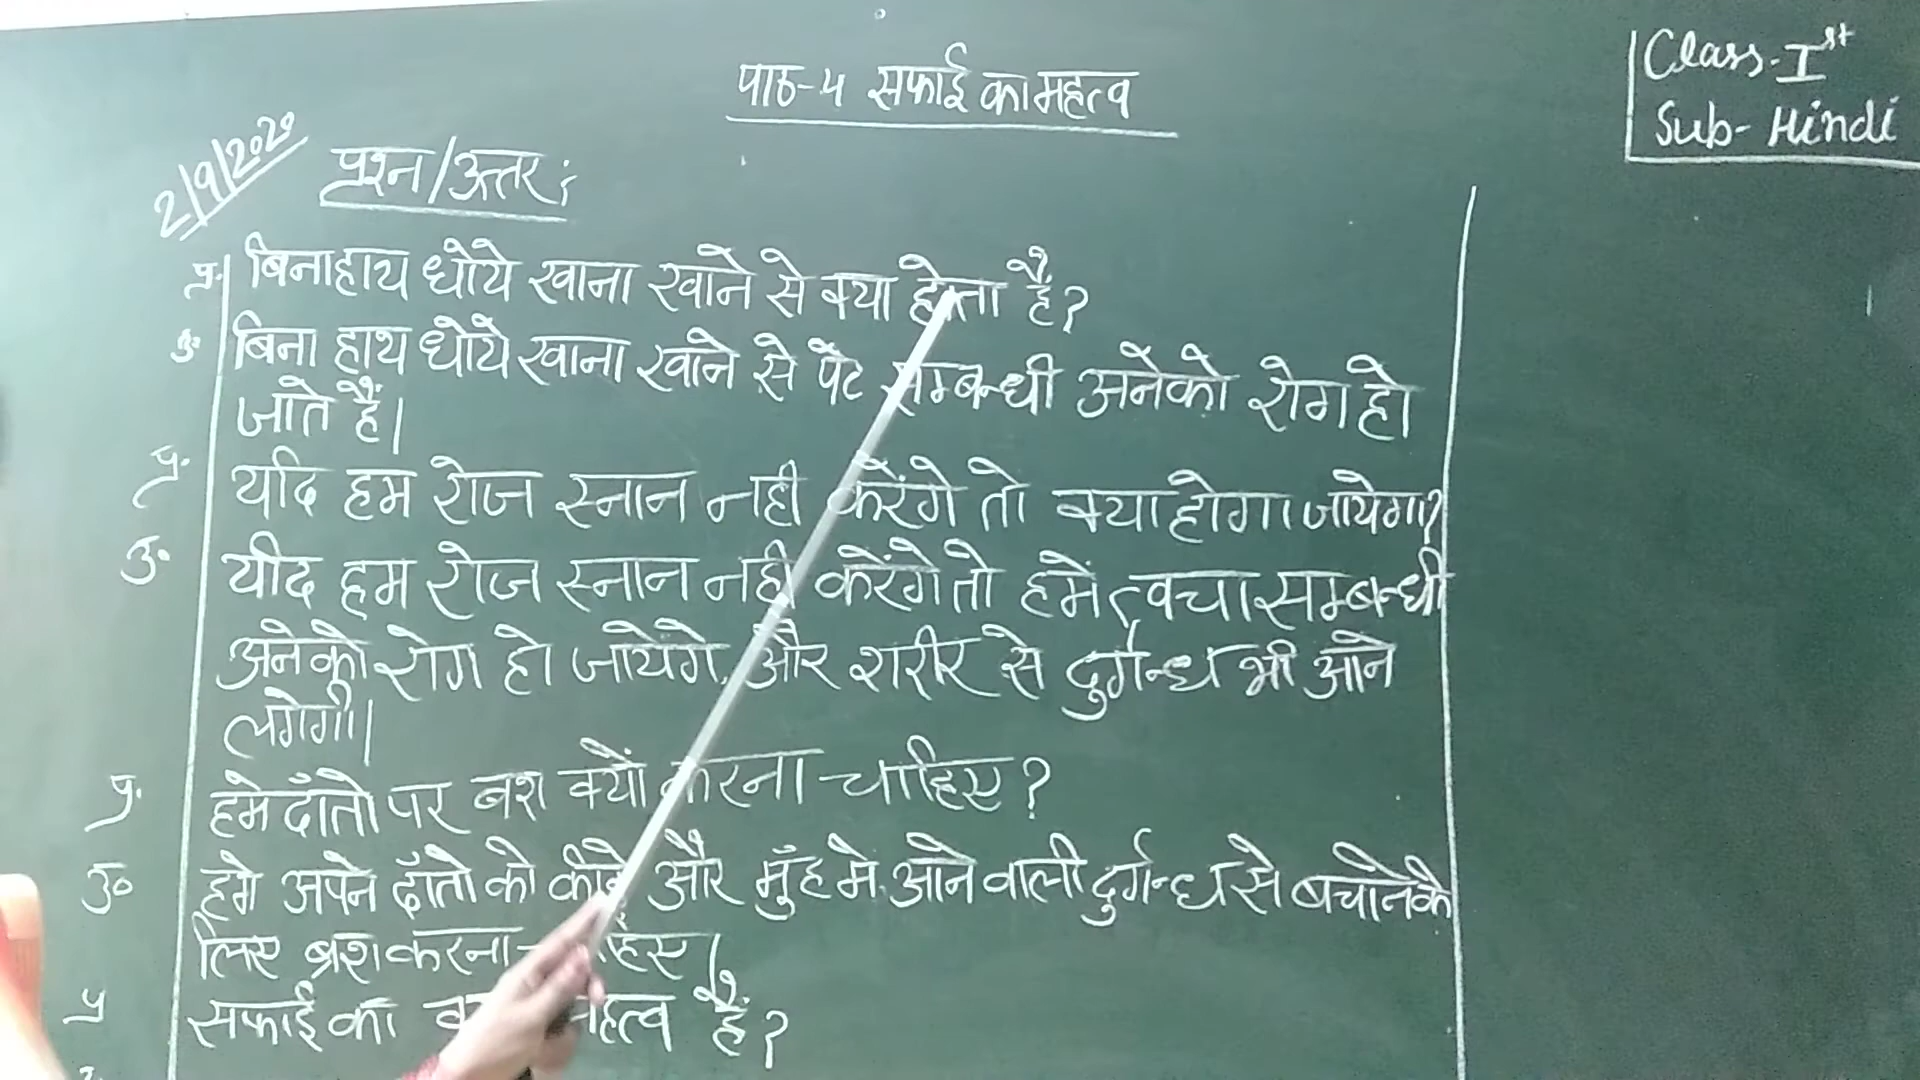 Class-Iˢᵗ
Sub-Hindi
पाठ-4 सफाई का महत्व
2/9/2020
प्रश्न/उत्तर:
प्र. बिना हाथ धोये खाना खाने से क्या होता है?
उ॰ बिना हाथ धोये खाना खाने से पेट सम्बन्धी अनेको रोग हो
जाते हैं।
प्र. यदि हम रोज स्नान नही करेंगे तो क्या होगा जायेगा?
उ॰ यदि हम रोज स्नान नही करेंगे तो हमें त्वचा सम्बन्धी
अनेको रोग हो जायेगे, और शरीर से दुर्गन्ध भी आने
लगेगी।
प्र. हमे दाँतो पर ब्रश क्यों करना चाहिए?
उ॰ हमे अपने दाँतो को और मुँह मे आने वाली दुर्गन्ध से बचाने के
लिए ब्रश करना
प्र सफाई का महत्व है?